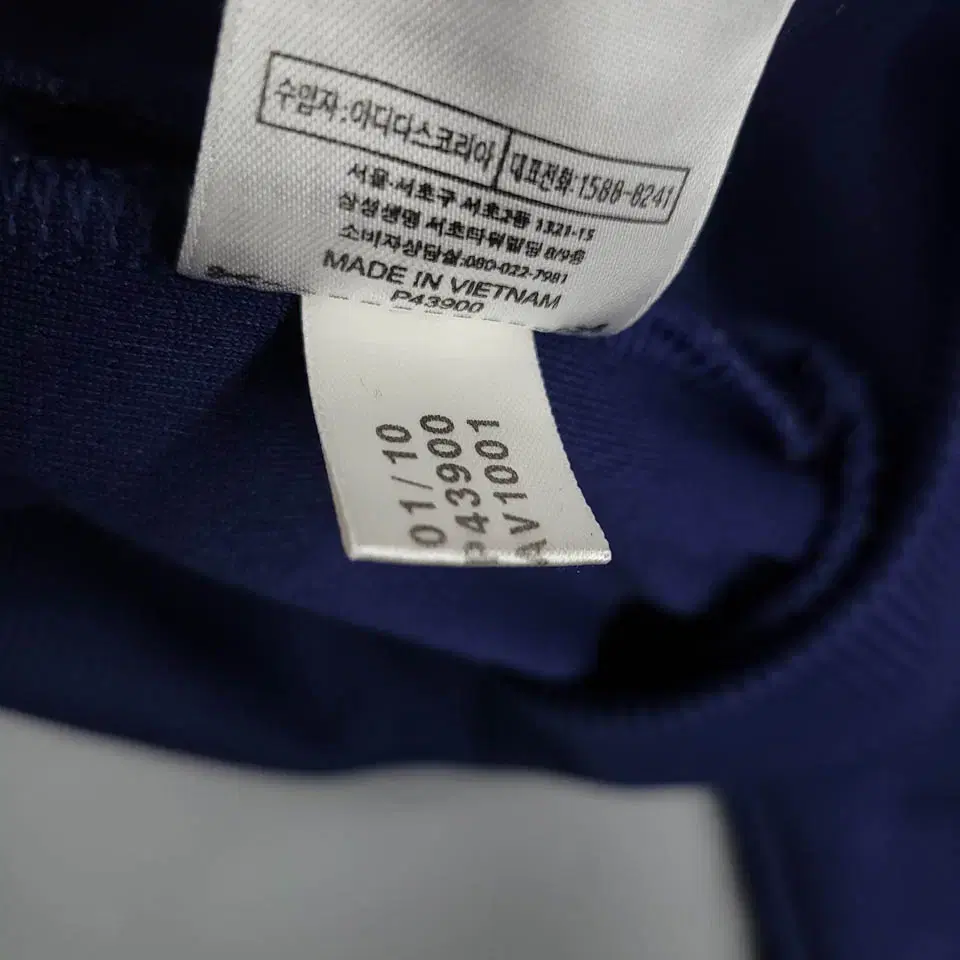 수입자:아디다스코리아 대표전화:1588-8241
서울.서초구 서초2동 1321-15
삼성생명 서초타워빌딩 8/9층
소비자상담실:080-022-7981
MADE IN VIETNAM
P43900
01/10
P43900
AV1001